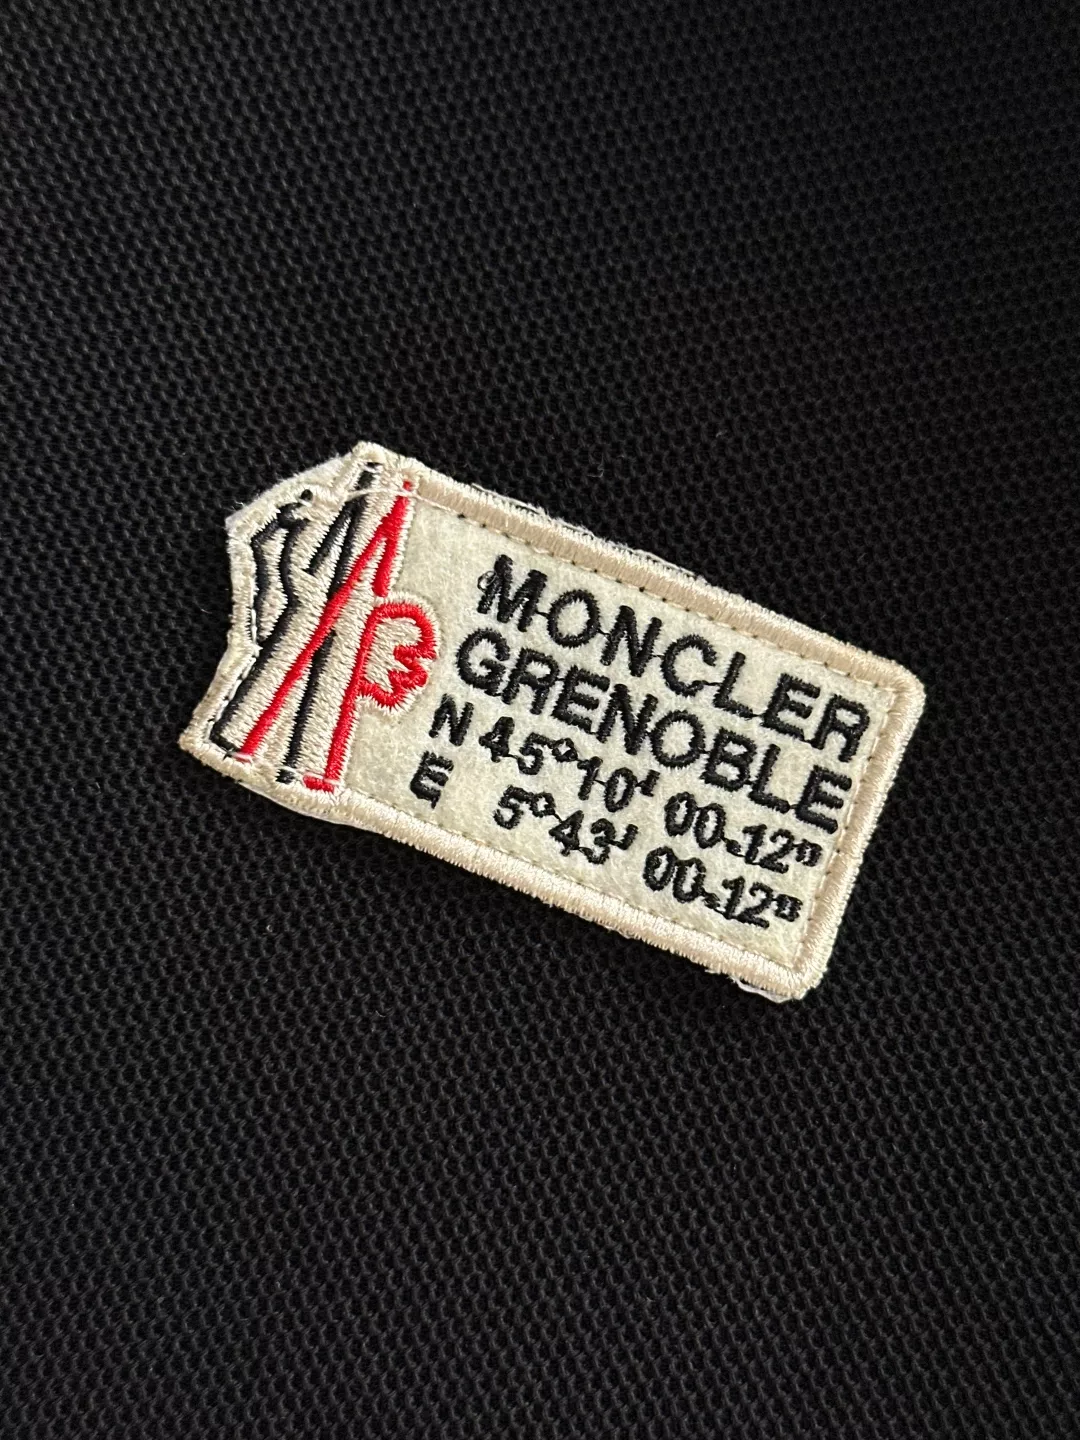 MONCLER
GRENOBLE
N 45° 10' 00.12"
E 5° 43' 00.12"